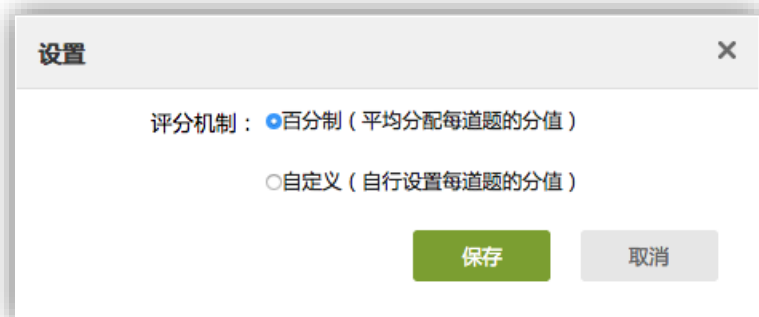 设置
评分机制： 百分制（平均分配每道题的分值）
自定义（自行设置每道题的分值）
保存 取消